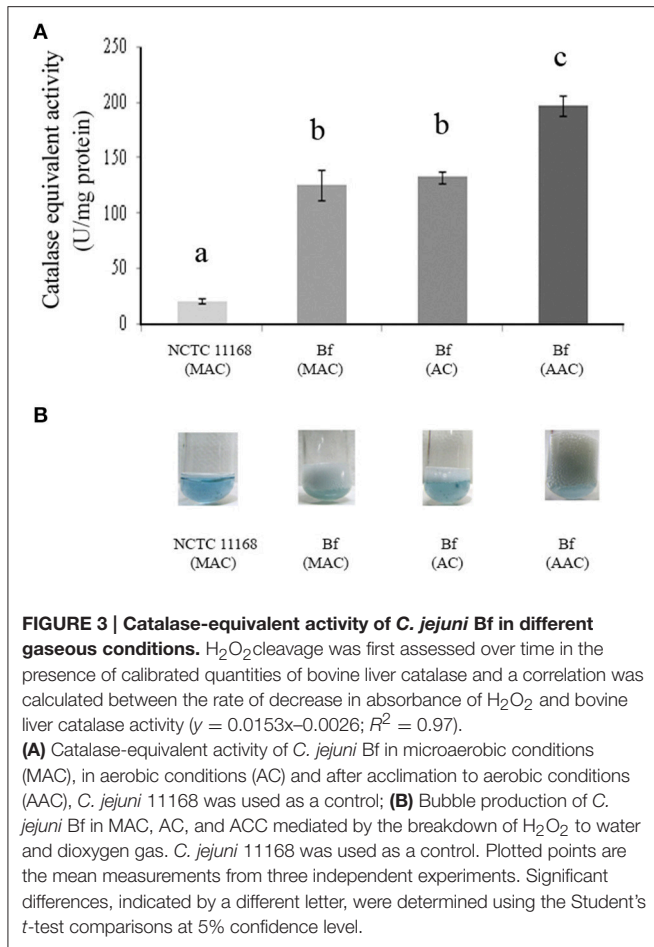 A
Catalase equivalent activity
(U/mg protein)
250
200
150
100
50
0
a
b
b
c
NCTC 11168
(MAC)
Bf
(MAC)
Bf
(AC)
Bf
(AAC)
B
NCTC 11168
(MAC)
Bf
(MAC)
Bf
(AC)
Bf
(AAC)
FIGURE 3 | Catalase-equivalent activity of C. jejuni Bf in different
gaseous conditions. H2O2cleavage was first assessed over time in the
presence of calibrated quantities of bovine liver catalase and a correlation was
calculated between the rate of decrease in absorbance of H2O2 and bovine
liver catalase activity (y = 0.0153x–0.0026; R² = 0.97).
(A) Catalase-equivalent activity of C. jejuni Bf in microaerobic conditions
(MAC), in aerobic conditions (AC) and after acclimation to aerobic conditions
(AAC), C. jejuni 11168 was used as a control; (B) Bubble production of C.
jejuni Bf in MAC, AC, and ACC mediated by the breakdown of H2O2 to water
and dioxygen gas. C. jejuni 11168 was used as a control. Plotted points are
the mean measurements from three independent experiments. Significant
differences, indicated by a different letter, were determined using the Student's
t-test comparisons at 5% confidence level.